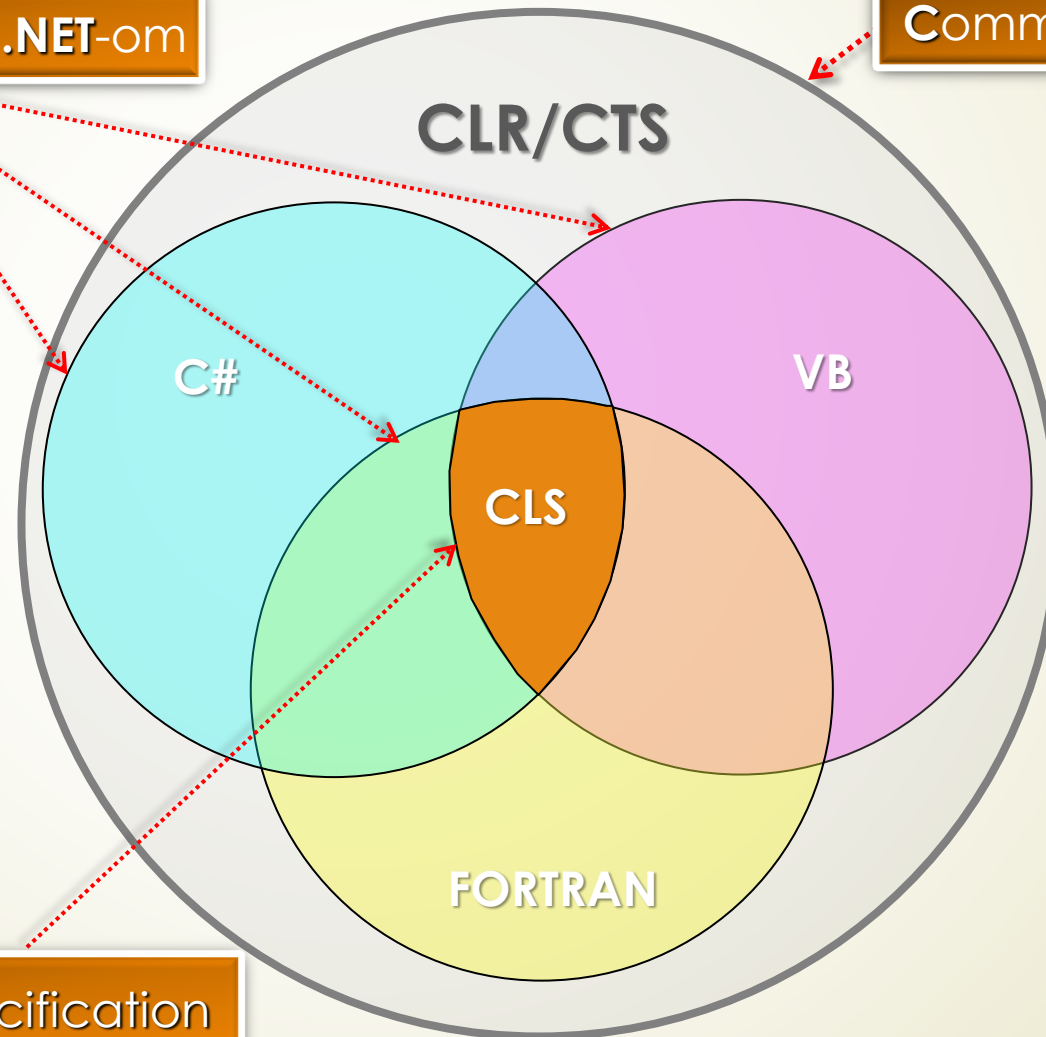 .NET-om
Comm
CLR/CTS
C#
VB
CLS
FORTRAN
cification